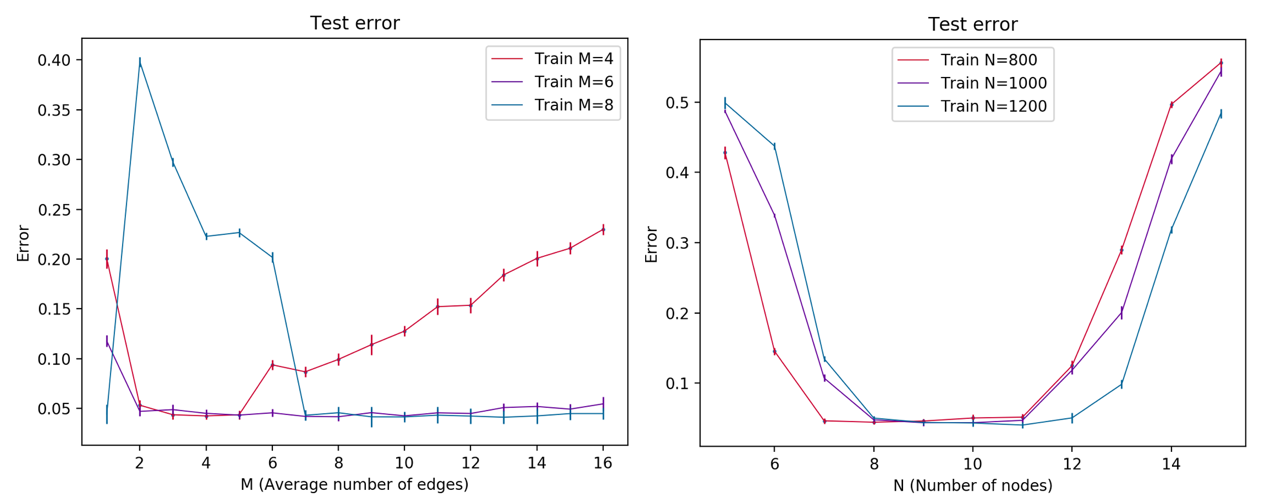 Test error
Error
0.40
0.35
0.30
0.25
0.20
0.15
0.10
0.05
Train M=4
Train M=6
Train M=8
2 4 6 8 10 12 14 16
M (Average number of edges)
Test error
Error
0.5
0.4
0.3
0.2
0.1
Train N=800
Train N=1000
Train N=1200
6 8 10 12 14
N (Number of nodes)